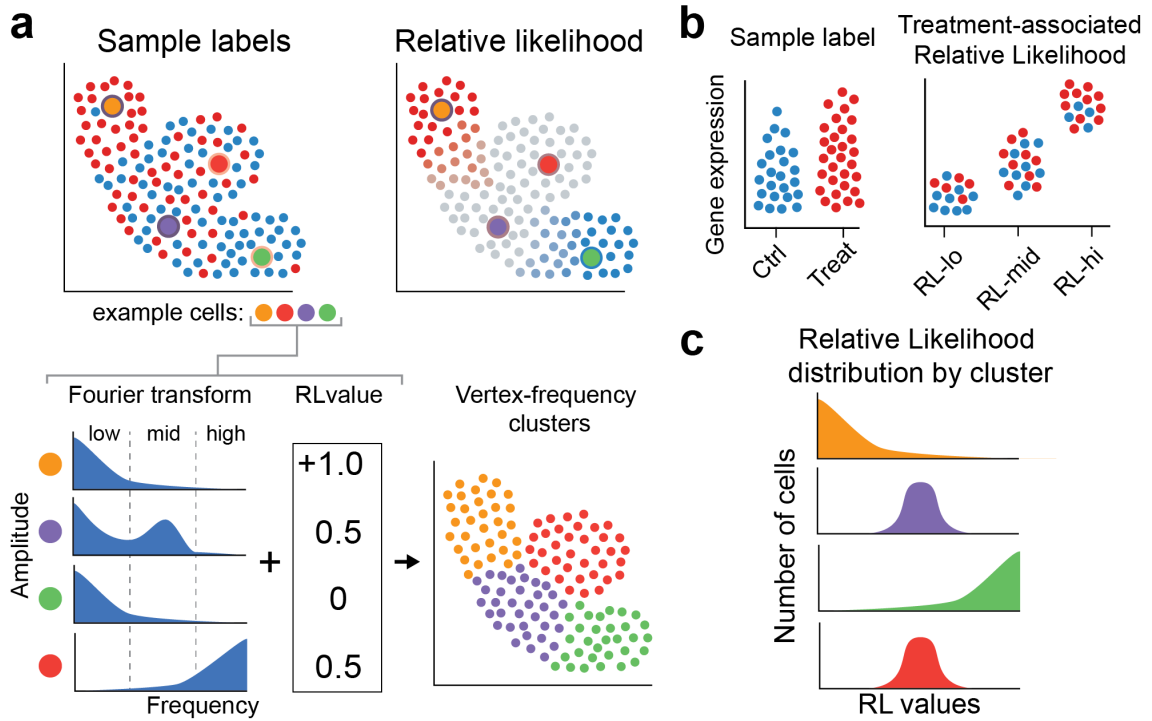 a
Sample labels
Relative likelihood
example cells:
Fourier transform
RLvalue
low
mid
high
Amplitude
+1.0
0.5
0
0.5
+
Frequency
Vertex-frequency
clusters
b
Sample label
Treatment-associated
Relative Likelihood
Gene expression
Ctrl
Treat
RL-lo
RL-mid
RL-hi
c
Relative Likelihood
distribution by cluster
Number of cells
RL values